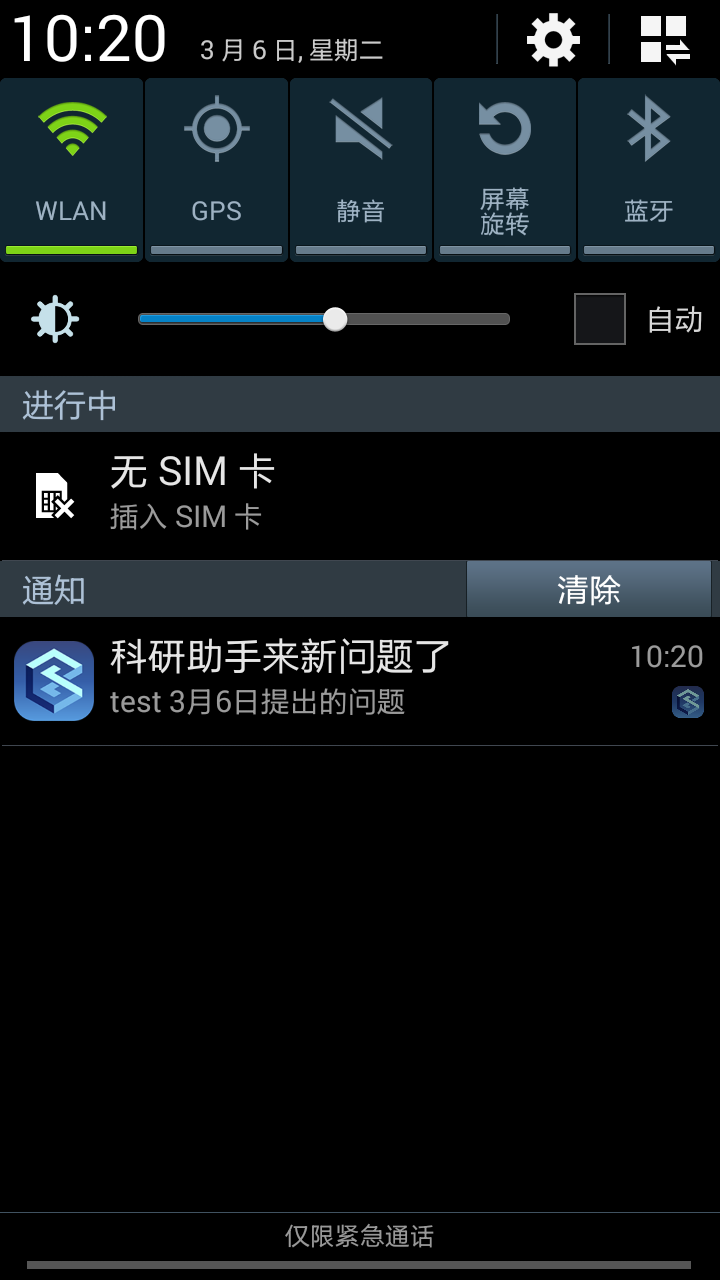 10:20 3 月 6 日, 星期二
WLAN GPS 静音 屏幕 蓝牙
旋转
自动
进行中
无 SIM 卡
插入 SIM 卡
通知 清除
科研助手来新问题了 10:20
test 3月6日提出的问题
仅限紧急通话